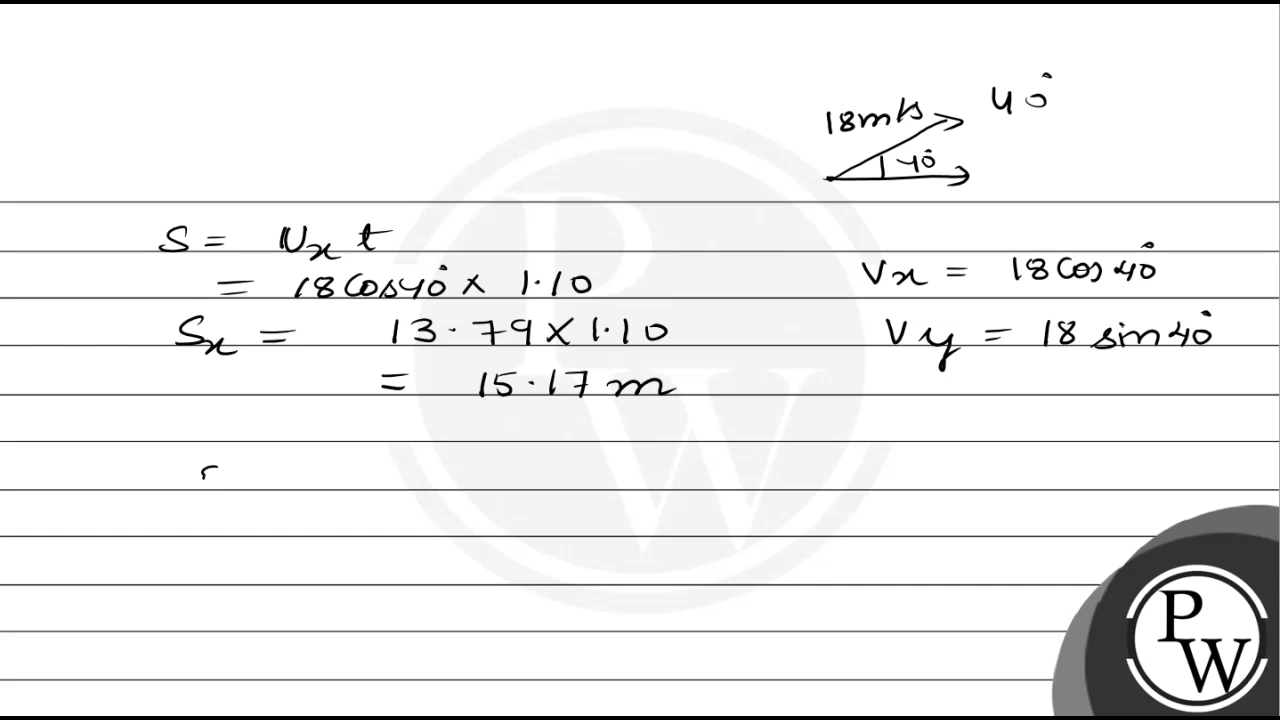 18m/s 40°
40°
S = Ux t
= 18 Cos 40° × 1.10
Sx = 13.79 × 1.10
= 15.17 m
Vx = 18 Cos 40°
Vy = 18 sin 40°
PW
PW